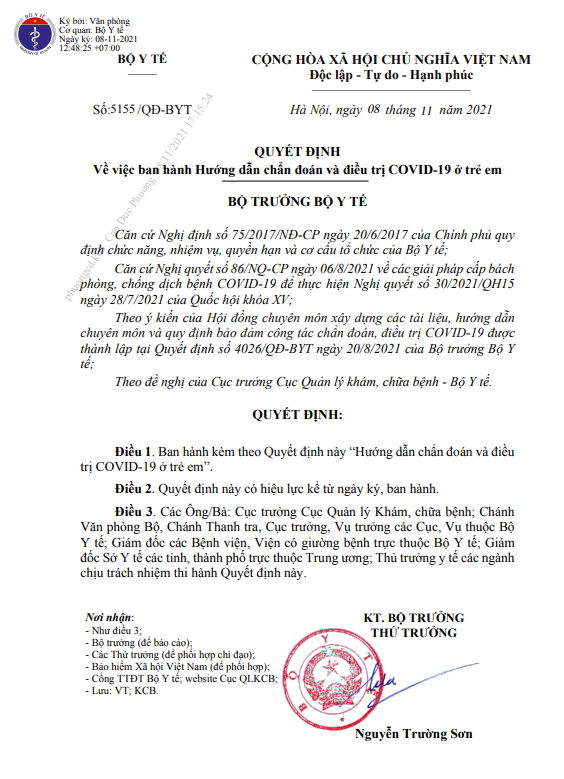 Ký bởi: Văn phòng
Cơ quan: Bộ Y tế
Ngày ký: 08-11-2021
12:48:25 +07:00
BỘ Y TẾ
CỘNG HÒA XÃ HỘI CHỦ NGHĨA VIỆT NAM
Độc lập - Tự do - Hạnh phúc
Số:5155/QĐ-BYT
Hà Nội, ngày 08 tháng 11 năm 2021
QUYẾT ĐỊNH
Về việc ban hành Hướng dẫn chẩn đoán và điều trị COVID-19 ở trẻ em
BỘ TRƯỞNG BỘ Y TẾ
Căn cứ Nghị định số 75/2017/NĐ-CP ngày 20/6/2017 của Chính phủ quy
định chức năng, nhiệm vụ, quyền hạn và cơ cấu tổ chức của Bộ Y tế;
Căn cứ Nghị quyết số 86/NQ-CP ngày 06/8/2021 về các giải pháp cấp bách
phòng, chống dịch bệnh COVID-19 để thực hiện Nghị quyết số 30/2021/QH15
ngày 28/7/2021 của Quốc hội khóa XV;
Theo ý kiến của Hội đồng chuyên môn xây dựng các tài liệu, hướng dẫn
chuyên môn và quy định bảo đảm công tác chẩn đoán, điều trị COVID-19 được
thành lập tại Quyết định số 4026/QĐ-BYT ngày 20/8/2021 của Bộ trưởng Bộ Y
tế;
Theo đề nghị của Cục trưởng Cục Quản lý khám, chữa bệnh - Bộ Y tế.
QUYẾT ĐỊNH:
Điều 1. Ban hành kèm theo Quyết định này “Hướng dẫn chẩn đoán và điều
trị COVID-19 ở trẻ em”.
Điều 2. Quyết định này có hiệu lực kể từ ngày ký, ban hành.
Điều 3. Các Ông/Bà: Cục trưởng Cục Quản lý Khám, chữa bệnh; Chánh
Văn phòng Bộ, Chánh Thanh tra, Cục trưởng, Vụ trưởng các Cục, Vụ thuộc Bộ
Y tế; Giám đốc các Bệnh viện, Viện có giường bệnh trực thuộc Bộ Y tế; Giám
đốc Sở Y tế các tỉnh, thành phố trực thuộc Trung ương; Thủ trưởng y tế các ngành
chịu trách nhiệm thi hành Quyết định này.
Nơi nhận:
- Như điều 3;
- Bộ trưởng (để báo cáo);
- Các Thứ trưởng (để phối hợp chỉ đạo);
- Bảo hiểm Xã hội Việt Nam (để phối hợp);
- Cổng TTĐT Bộ Y tế; website Cục QLKCB;
- Lưu: VT; KCB.
KT. BỘ TRƯỞNG
THỨ TRƯỞNG
BỘ Y TẾ
Nguyễn Trường Sơn